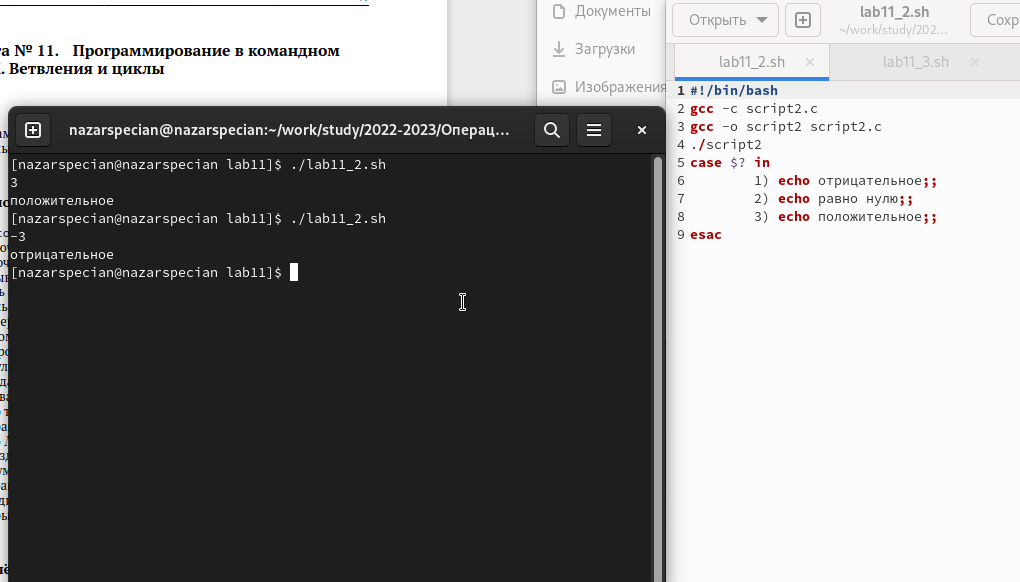 № 11. Программирование в командном
Ветвления и циклы
Документы
Загрузки
Изображения
Открыть
lab11_2.sh
~/work/study/202...
lab11_2.sh
lab11_3.sh
1 #!/bin/bash
2 gcc -c script2.c
3 gcc -o script2 script2.c
4 ./script2
5 case $? in
6 1) echo отрицательное;;
7 2) echo равно нулю;;
8 3) echo положительное;;
9 esac
nazarspecian@nazarspecian:~/work/study/2022-2023/Операц...
[nazarspecian@nazarspecian lab11]$ ./lab11_2.sh
3
положительное
[nazarspecian@nazarspecian lab11]$ ./lab11_2.sh
-3
отрицательное
[nazarspecian@nazarspecian lab11]$